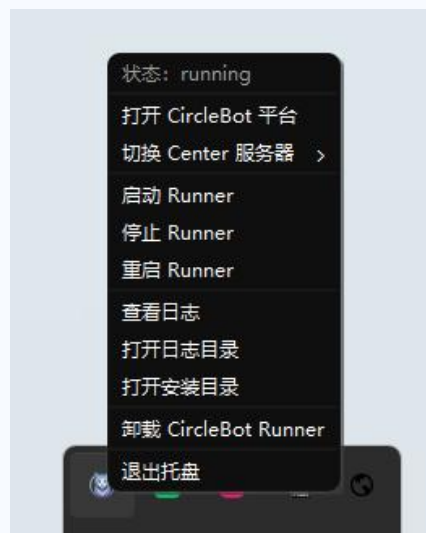 状态：running
打开 CircleBot 平台
切换 Center 服务器
启动 Runner
停止 Runner
重启 Runner
查看日志
打开日志目录
打开安装目录
卸载 CircleBot Runner
退出托盘